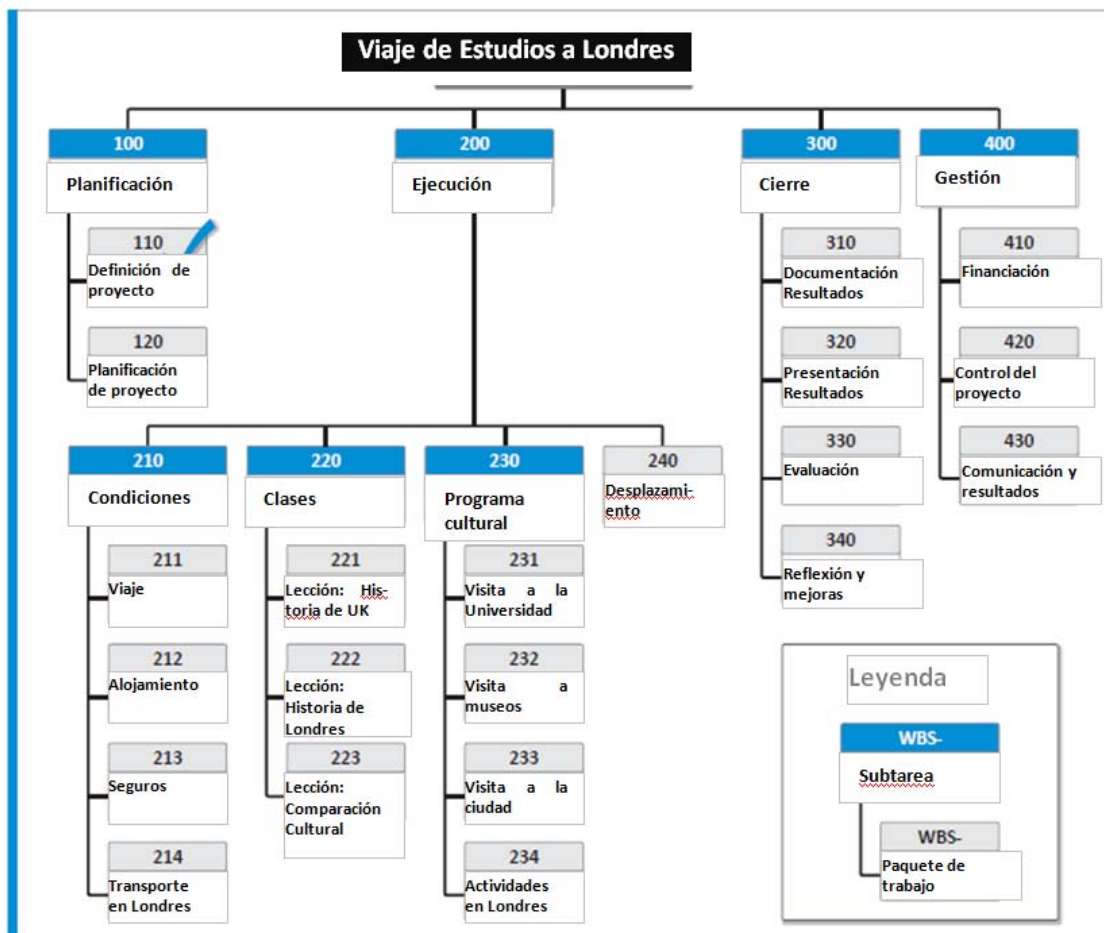 Viaje de Estudios a Londres
100
Planificación
200
Ejecución
300
Cierre
400
Gestión
110
Definición de
proyecto
120
Planificación
de proyecto
310
Documentación
Resultados
320
Presentación
Resultados
330
Evaluación
340
Reflexión y
mejoras
410
Financiación
420
Control del
proyecto
430
Comunicación y
resultados
210
Condiciones
220
Clases
230
Programa
cultural
240
Desplazami-
ento
211
Viaje
212
Alojamiento
213
Seguros
214
Transporte
en Londres
221
Lección: His-
toria de UK
222
Lección:
Historia de
Londres
223
Lección:
Comparación
Cultural
231
Visita a la
Universidad
232
Visita a
museos
233
Visita a la
ciudad
234
Actividades
en Londres
Leyenda
WBS-
Subtarea
WBS-
Paquete de
trabajo